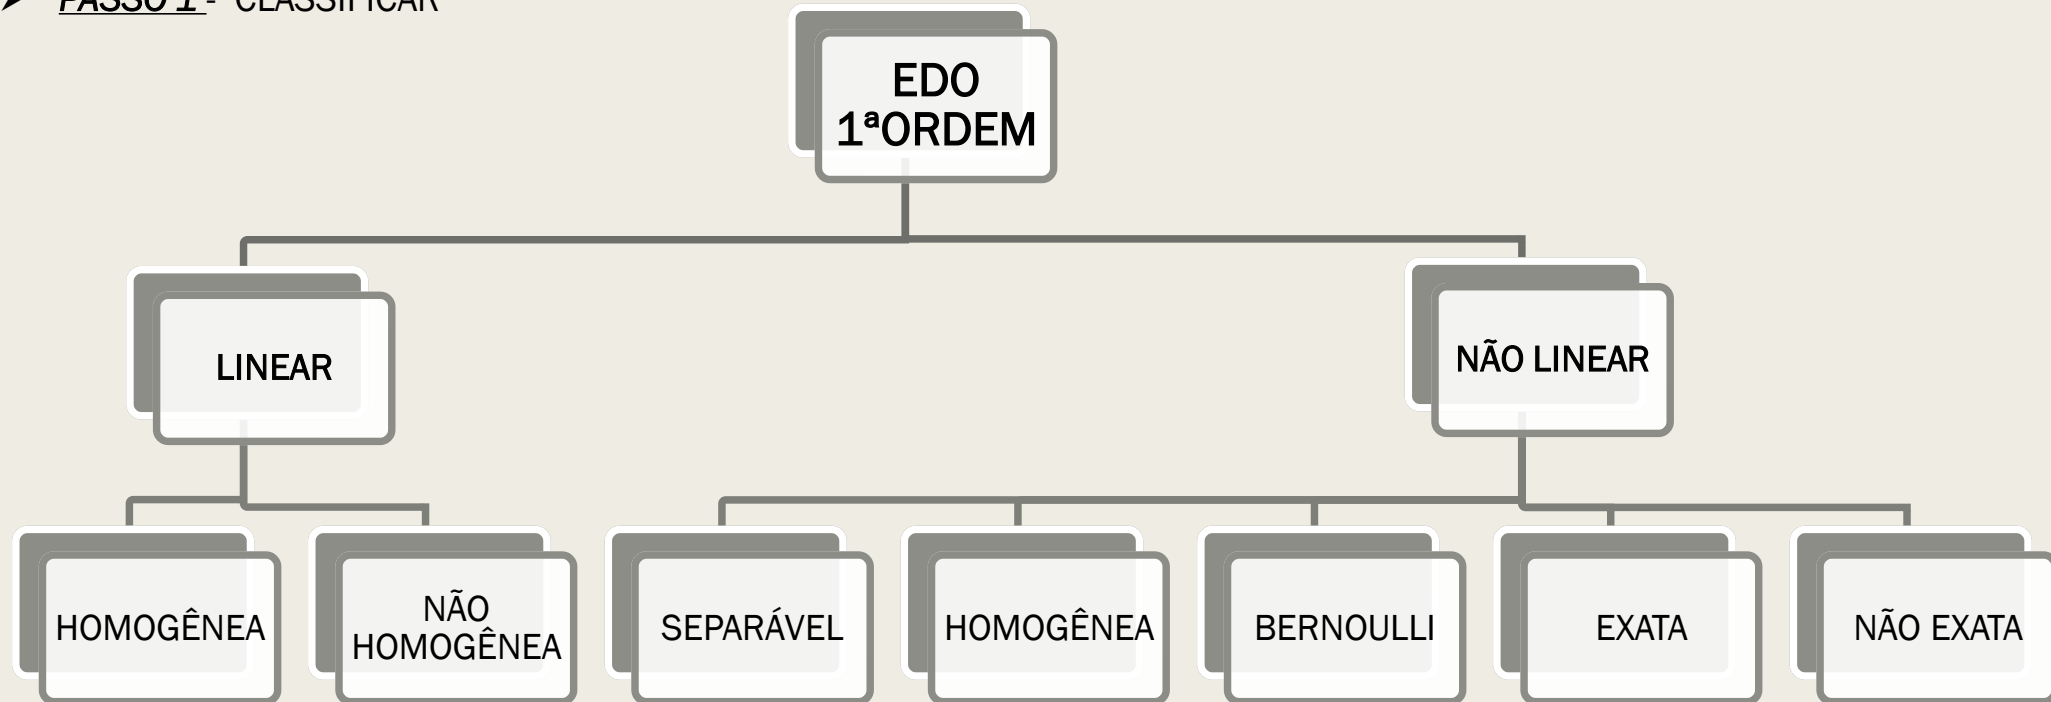 PASSO 1 - CLASSIFICAR
EDO
1ªORDEM
LINEAR
NÃO LINEAR
HOMOGÊNEA
NÃO
HOMOGÊNEA
SEPARÁVEL
HOMOGÊNEA
BERNOULLI
EXATA
NÃO EXATA